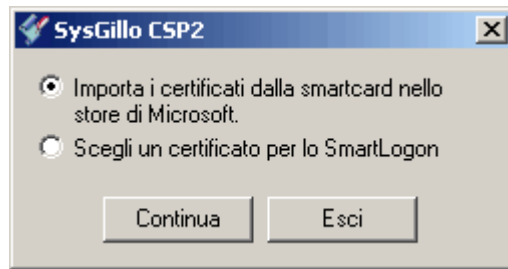 SysGillo CSP2
Importa i certificati dalla smartcard nello
store di Microsoft.
Scegli un certificato per lo SmartLogon
Continua
Esci